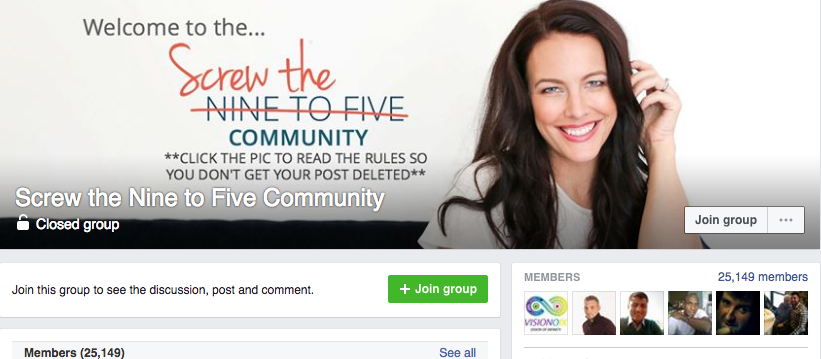 Welcome to the...
Screw the
NINE TO FIVE
COMMUNITY
**CLICK THE PIC TO READ THE RULES SO
YOU DON'T GET YOUR POST DELETED**
Screw the Nine to Five Community
Closed group
Join group
Join this group to see the discussion, post and comment.
+ Join group
MEMBERS
25,149 members
VISION
Members (25,149)
See all